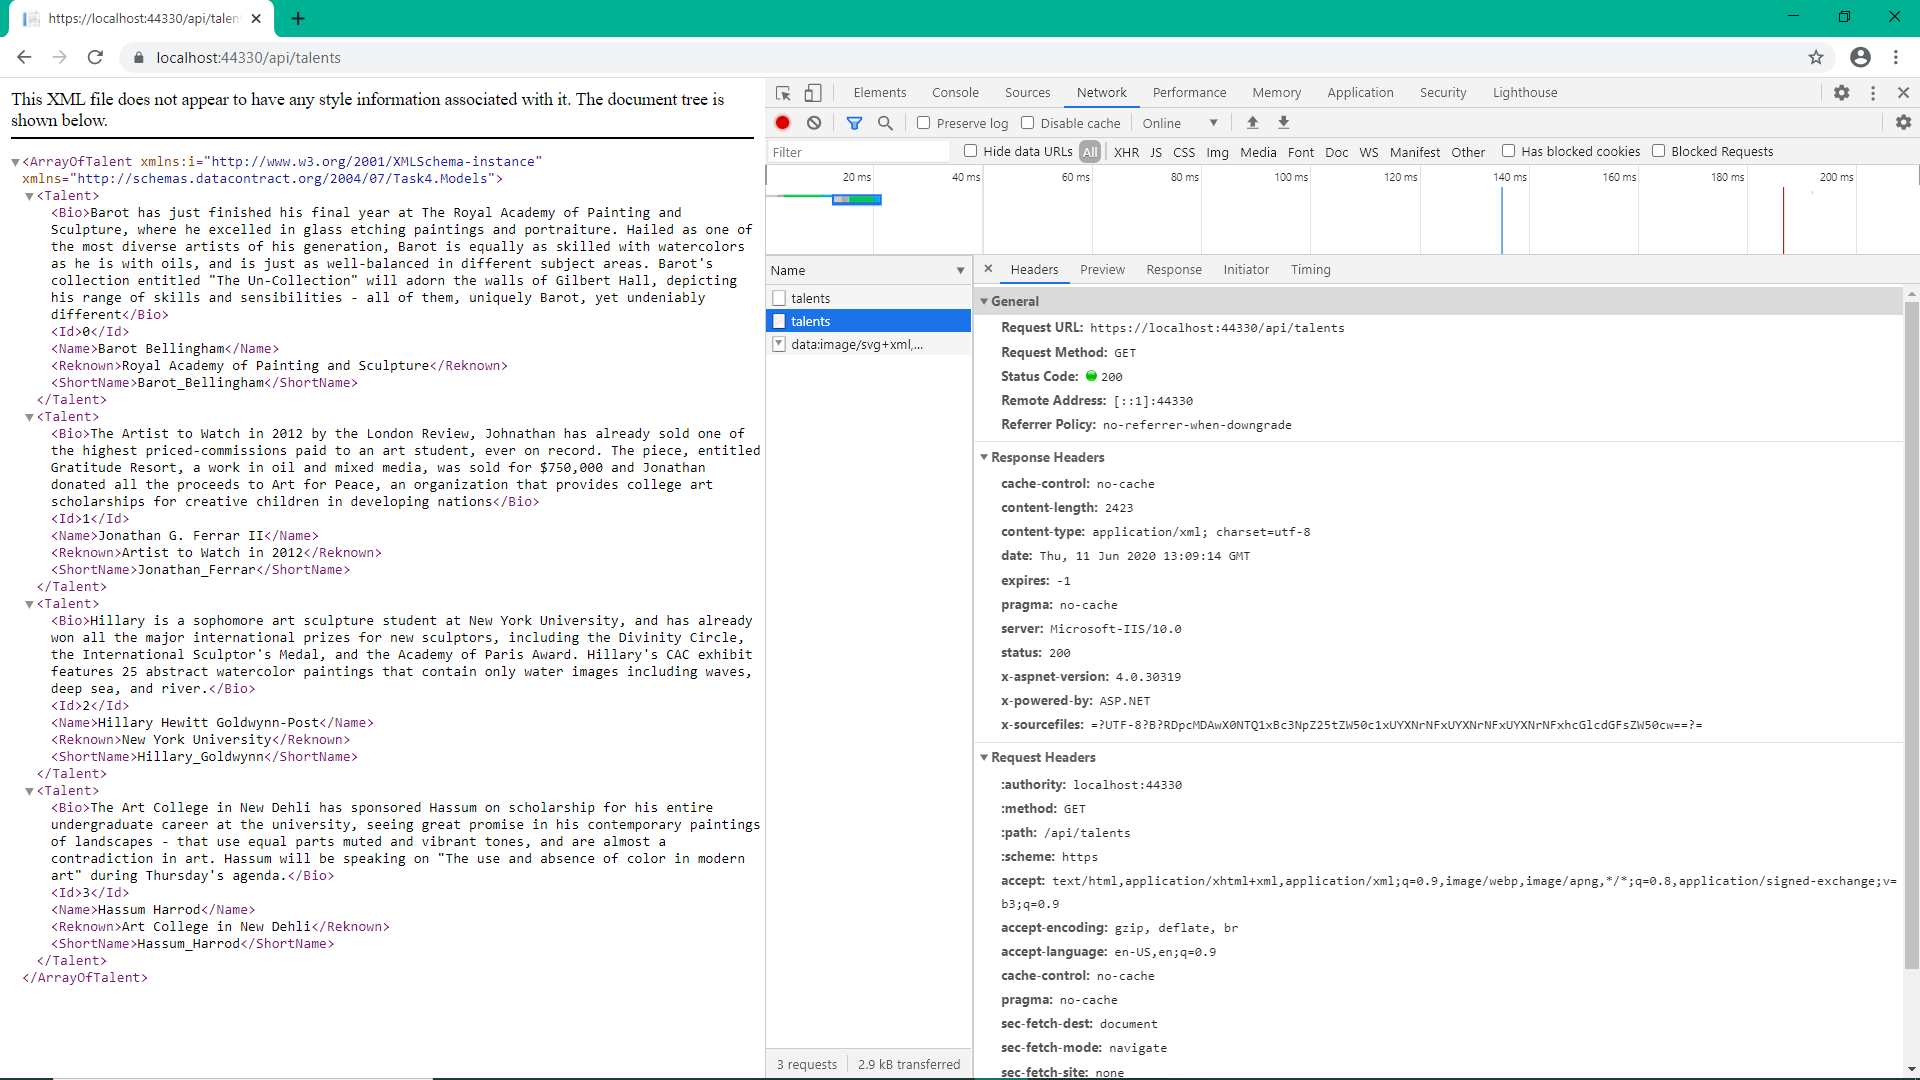 https://localhost:44330/api/talen
localhost:44330/api/talents
This XML file does not appear to have any style information associated with it. The document tree is
shown below.
<ArrayOfTalent xmlns:i="http://www.w3.org/2001/XMLSchema-instance"
xmlns="http://schemas.datacontract.org/2004/07/Task4.Models">
<Talent>
<Bio>Barot has just finished his final year at The Royal Academy of Painting and
Sculpture, where he excelled in glass etching paintings and portraiture. Hailed as one of
the most diverse artists of his generation, Barot is equally as skilled with watercolors
as he is with oils, and is just as well-balanced in different subject areas. Barot's
collection entitled "The Un-Collection" will adorn the walls of Gilbert Hall, depicting
his range of skills and sensibilities - all of them, uniquely Barot, yet undeniably
different</Bio>
<Id>0</Id>
<Name>Barot Bellingham</Name>
<Reknown>Royal Academy of Painting and Sculpture</Reknown>
<ShortName>Barot_Bellingham</ShortName>
</Talent>
<Talent>
<Bio>The Artist to Watch in 2012 by the London Review, Johnathan has already sold one of
the highest priced-commissions paid to an art student, ever on record. The piece, entitled
Gratitude Resort, a work in oil and mixed media, was sold for $750,000 and Jonathan
donated all the proceeds to Art for Peace, an organization that provides college art
scholarships for creative children in developing nations</Bio>
<Id>1</Id>
<Name>Jonathan G. Ferrar II</Name>
<Reknown>Artist to Watch in 2012</Reknown>
<ShortName>Jonathan_Ferrar</ShortName>
</Talent>
<Talent>
<Bio>Hillary is a sophomore art sculpture student at New York University, and has already
won all the major international prizes for new sculptors, including the Divinity Circle,
the International Sculptor's Medal, and the Academy of Paris Award. Hillary's CAC exhibit
features 25 abstract watercolor paintings that contain only water images including waves,
deep sea, and river.</Bio>
<Id>2</Id>
<Name>Hillary Hewitt Goldwynn-Post</Name>
<Reknown>New York University</Reknown>
<ShortName>Hillary_Goldwynn</ShortName>
</Talent>
<Talent>
<Bio>The Art College in New Dehli has sponsored Hassum on scholarship for his entire
undergraduate career at the university, seeing great promise in his contemporary paintings
of landscapes - that use equal parts muted and vibrant tones, and are almost a
contradiction in art. Hassum will be speaking on "The use and absence of color in modern
art" during Thursday's agenda.</Bio>
<Id>3</Id>
<Name>Hassum Harrod</Name>
<Reknown>Art College in New Dehli</Reknown>
<ShortName>Hassum_Harrod</ShortName>
</Talent>
</ArrayOfTalent>
Elements Console Sources Network Performance Memory Application Security Lighthouse
Preserve log Disable cache Online
Filter Hide data URLs All XHR JS CSS Img Media Font Doc WS Manifest Other Has blocked cookies Blocked Requests
20 ms 40 ms 60 ms 80 ms 100 ms 120 ms 140 ms 160 ms 180 ms 200 ms
Name
talents
talents
data:image/svg+xml,...
3 requests 2.9 kB transferred
Headers Preview Response Initiator Timing
General
Request URL: https://localhost:44330/api/talents
Request Method: GET
Status Code: 200
Remote Address: [::1]:44330
Referrer Policy: no-referrer-when-downgrade
Response Headers
cache-control: no-cache
content-length: 2423
content-type: application/xml; charset=utf-8
date: Thu, 11 Jun 2020 13:09:14 GMT
expires: -1
pragma: no-cache
server: Microsoft-IIS/10.0
status: 200
x-aspnet-version: 4.0.30319
x-powered-by: ASP.NET
x-sourcefiles: =?UTF-8?B?RDpcMDAwX0NTQ1xBc3NpZ25tZW50c1xUYXNrNFxUYXNrNFxUYXNrNFxhcGlcdGFsZW50cw==?=
Request Headers
:authority: localhost:44330
:method: GET
:path: /api/talents
:scheme: https
accept: text/html,application/xhtml+xml,application/xml;q=0.9,image/webp,image/apng,*/*;q=0.8,application/signed-exchange;v=
b3;q=0.9
accept-encoding: gzip, deflate, br
accept-language: en-US,en;q=0.9
cache-control: no-cache
pragma: no-cache
sec-fetch-dest: document
sec-fetch-mode: navigate
sec-fetch-site: none